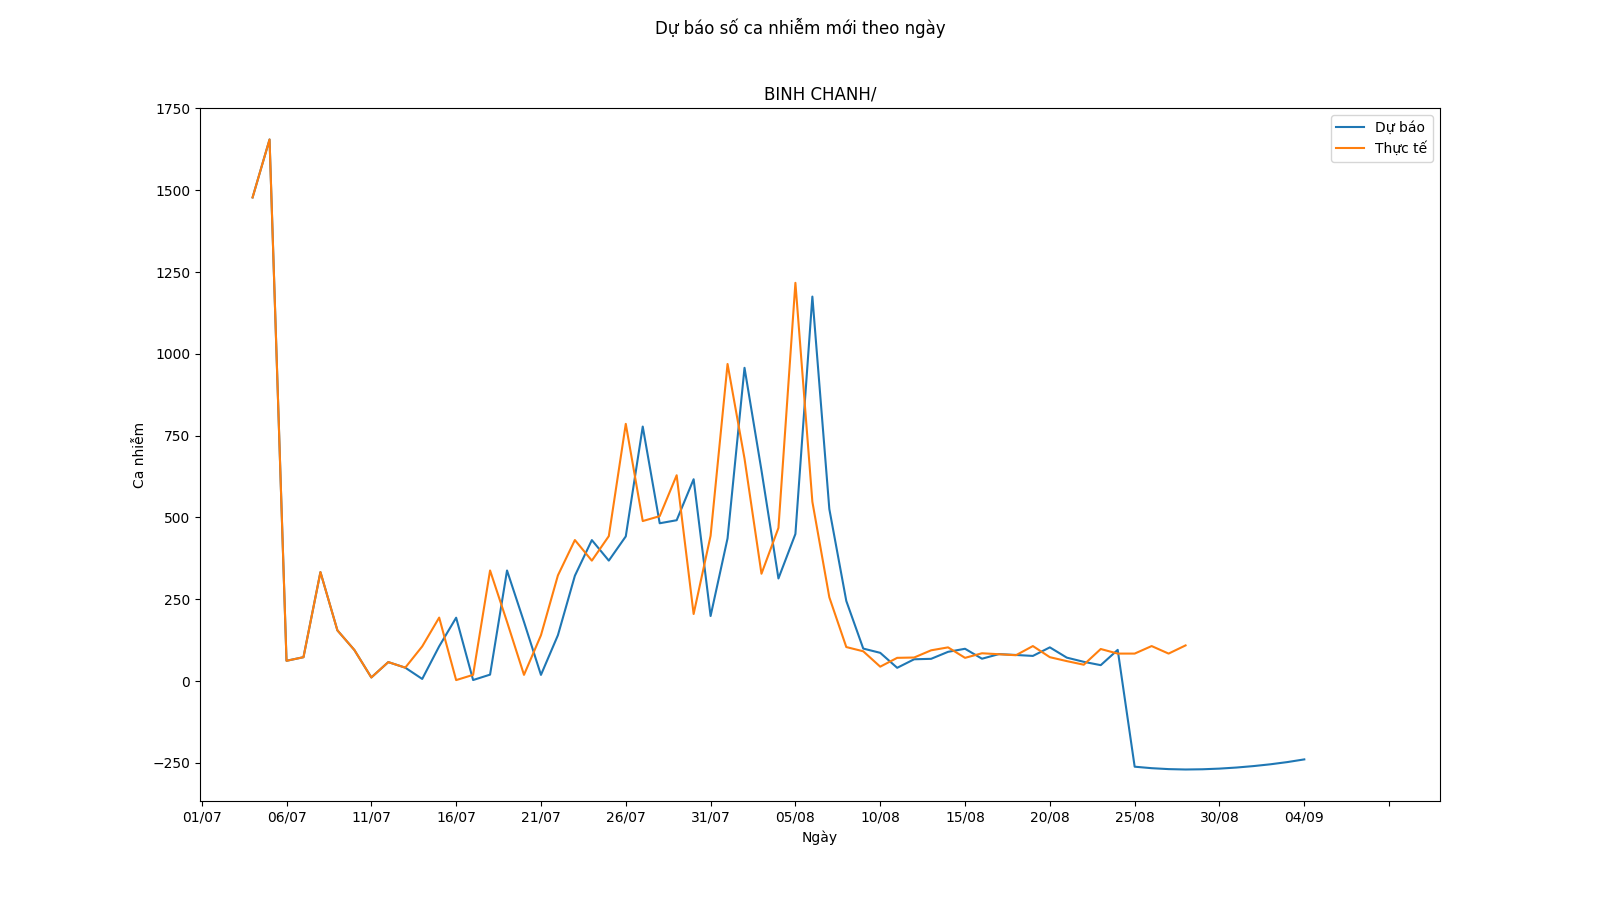 Dự báo số ca nhiễm mới theo ngày
BINH CHANH/
1750
1500
1250
1000
750
500
250
0
−250
Ca nhiễm
Dự báo
Thực tế
01/07 06/07 11/07 16/07 21/07 26/07 31/07 05/08 10/08 15/08 20/08 25/08 30/08 04/09
Ngày